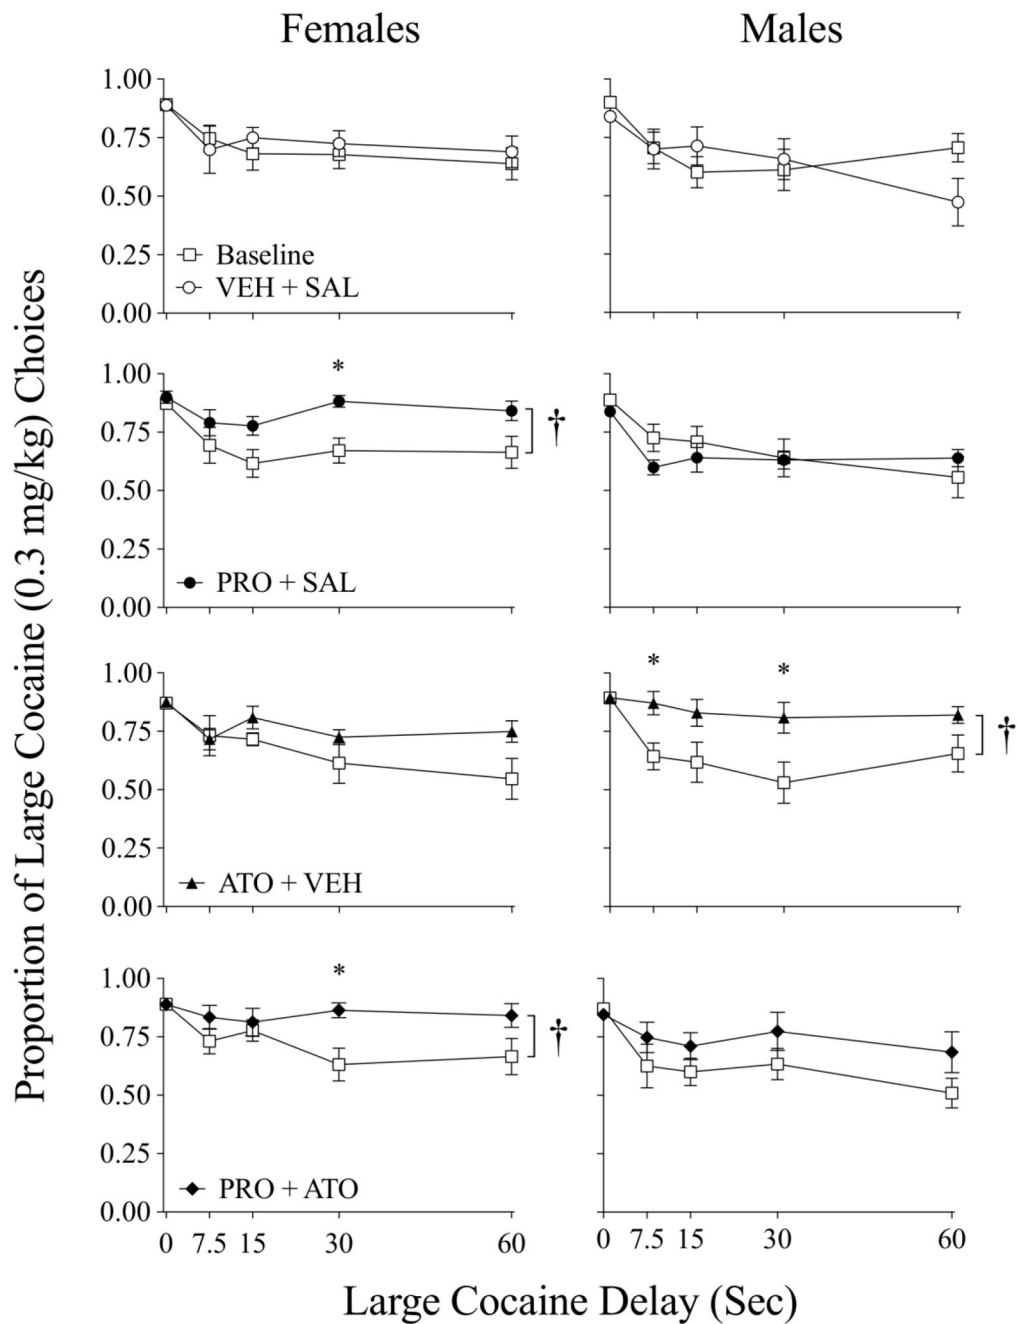 Females Males
Proportion of Large Cocaine (0.3 mg/kg) Choices
1.00
0.75
0.50
0.25
0.00
Baseline
VEH + SAL
1.00
0.75
0.50
0.25
0.00
*
†
PRO + SAL
1.00
0.75
0.50
0.25
0.00
* *
†
ATO + VEH
1.00
0.75
0.50
0.25
0.00
*
†
PRO + ATO
0 7.5 15 30 60 0 7.5 15 30 60
Large Cocaine Delay (Sec)